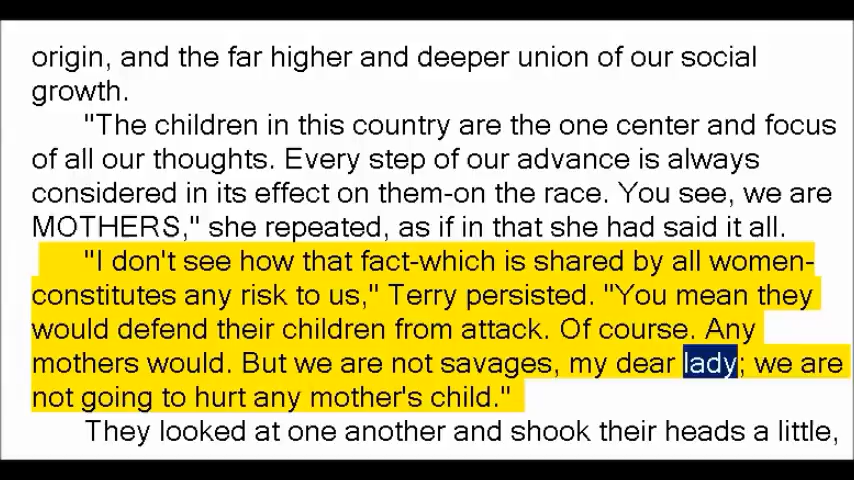 origin, and the far higher and deeper union of our social
growth.
"The children in this country are the one center and focus
of all our thoughts. Every step of our advance is always
considered in its effect on them-on the race. You see, we are
MOTHERS," she repeated, as if in that she had said it all.
"I don't see how that fact-which is shared by all women-
constitutes any risk to us," Terry persisted. "You mean they
would defend their children from attack. Of course. Any
mothers would. But we are not savages, my dear lady; we are
not going to hurt any mother's child."
They looked at one another and shook their heads a little,